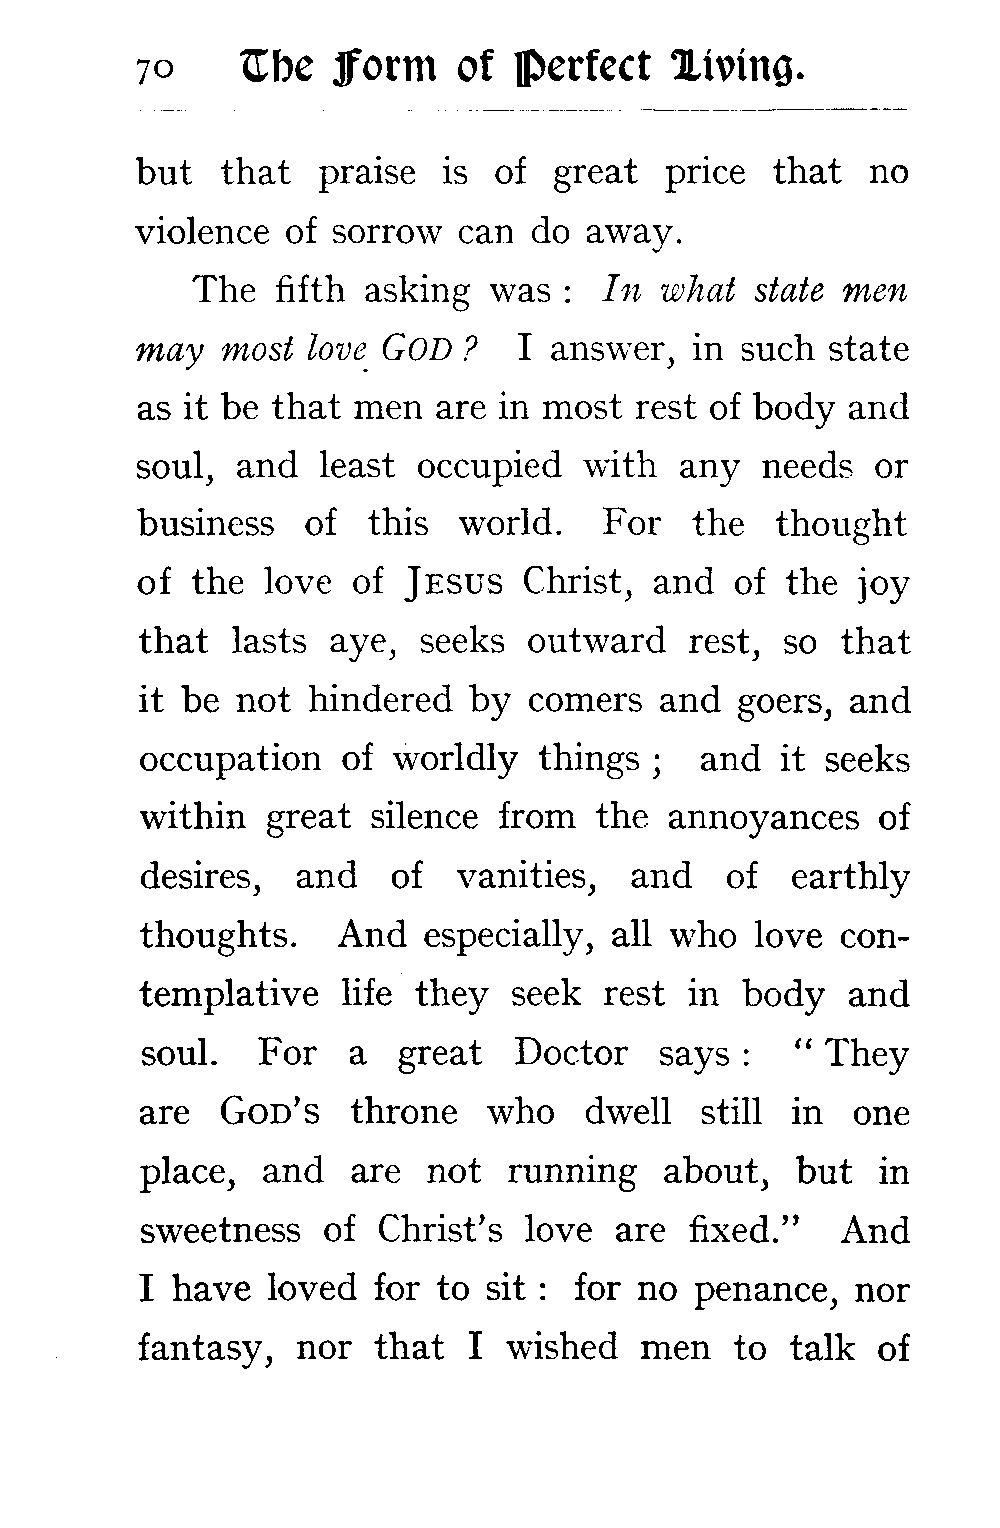 70 The Form of Perfect Living.
but that praise is of great price that no
violence of sorrow can do away.
The fifth asking was : In what state men
may most love GOD ? I answer, in such state
as it be that men are in most rest of body and
soul, and least occupied with any needs or
business of this world. For the thought
of the love of JESUS Christ, and of the joy
that lasts aye, seeks outward rest, so that
it be not hindered by comers and goers, and
occupation of worldly things ; and it seeks
within great silence from the annoyances of
desires, and of vanities, and of earthly
thoughts. And especially, all who love con-
templative life they seek rest in body and
soul. For a great Doctor says : “ They
are GOD’S throne who dwell still in one
place, and are not running about, but in
sweetness of Christ’s love are fixed.” And
I have loved for to sit : for no penance, nor
fantasy, nor that I wished men to talk of